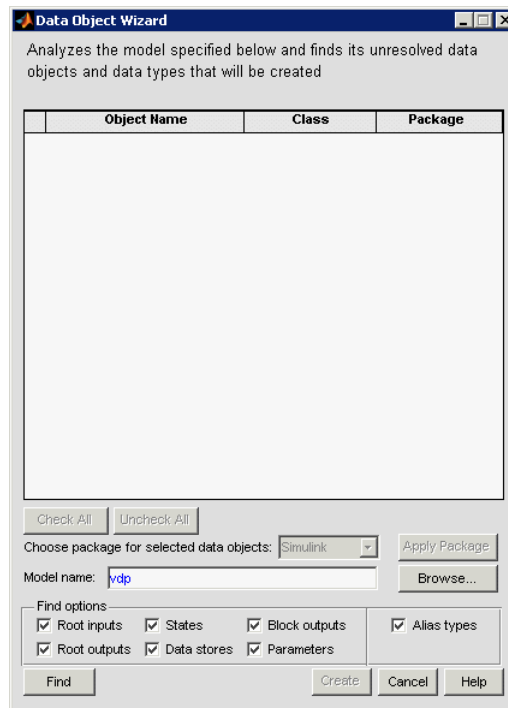 Data Object Wizard
Analyzes the model specified below and finds its unresolved data
objects and data types that will be created
Object Name Class Package
Check All Uncheck All
Choose package for selected data objects: Simulink Apply Package
Model name: vdp Browse...
Find options
Root inputs States Block outputs Alias types
Root outputs Data stores Parameters
Find Create Cancel Help